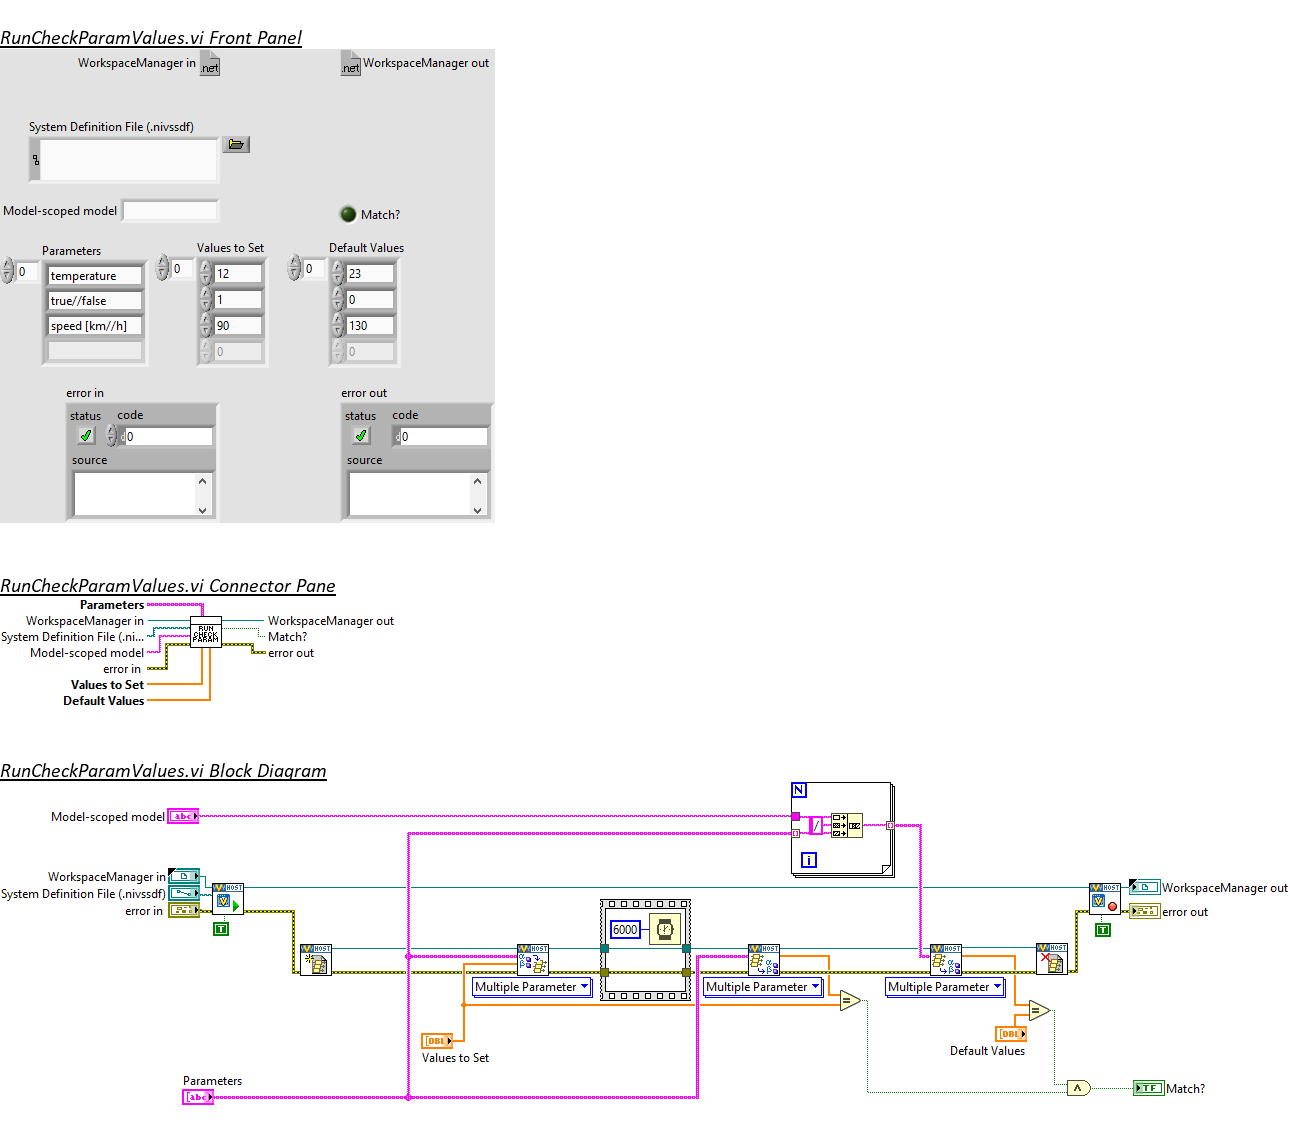 RunCheckParamValues.vi Front Panel
WorkspaceManager in
.net
.net
WorkspaceManager out
System Definition File (.nivssdf)
Model-scoped model
Match?
Parameters
Values to Set
Default Values
0
temperature
true//false
speed [km//h]
0
12
1
90
0
0
23
0
130
0
error in
status
code
0
source
error out
status
code
0
source
RunCheckParamValues.vi Connector Pane
Parameters
WorkspaceManager in
System Definition File (.ni...
Model-scoped model
error in
Values to Set
Default Values
RUN
CHECK
PARAM
WorkspaceManager out
Match?
error out
RunCheckParamValues.vi Block Diagram
N
Model-scoped model
abc
/
i
WorkspaceManager in
System Definition File (.nivssdf)
error in
HOST
T
HOST
HOST
6000
HOST
HOST
HOST
HOST
T
WorkspaceManager out
error out
Multiple Parameter
Multiple Parameter
Multiple Parameter
DBL
Values to Set
DBL
Default Values
Parameters
abc
TF
Match?